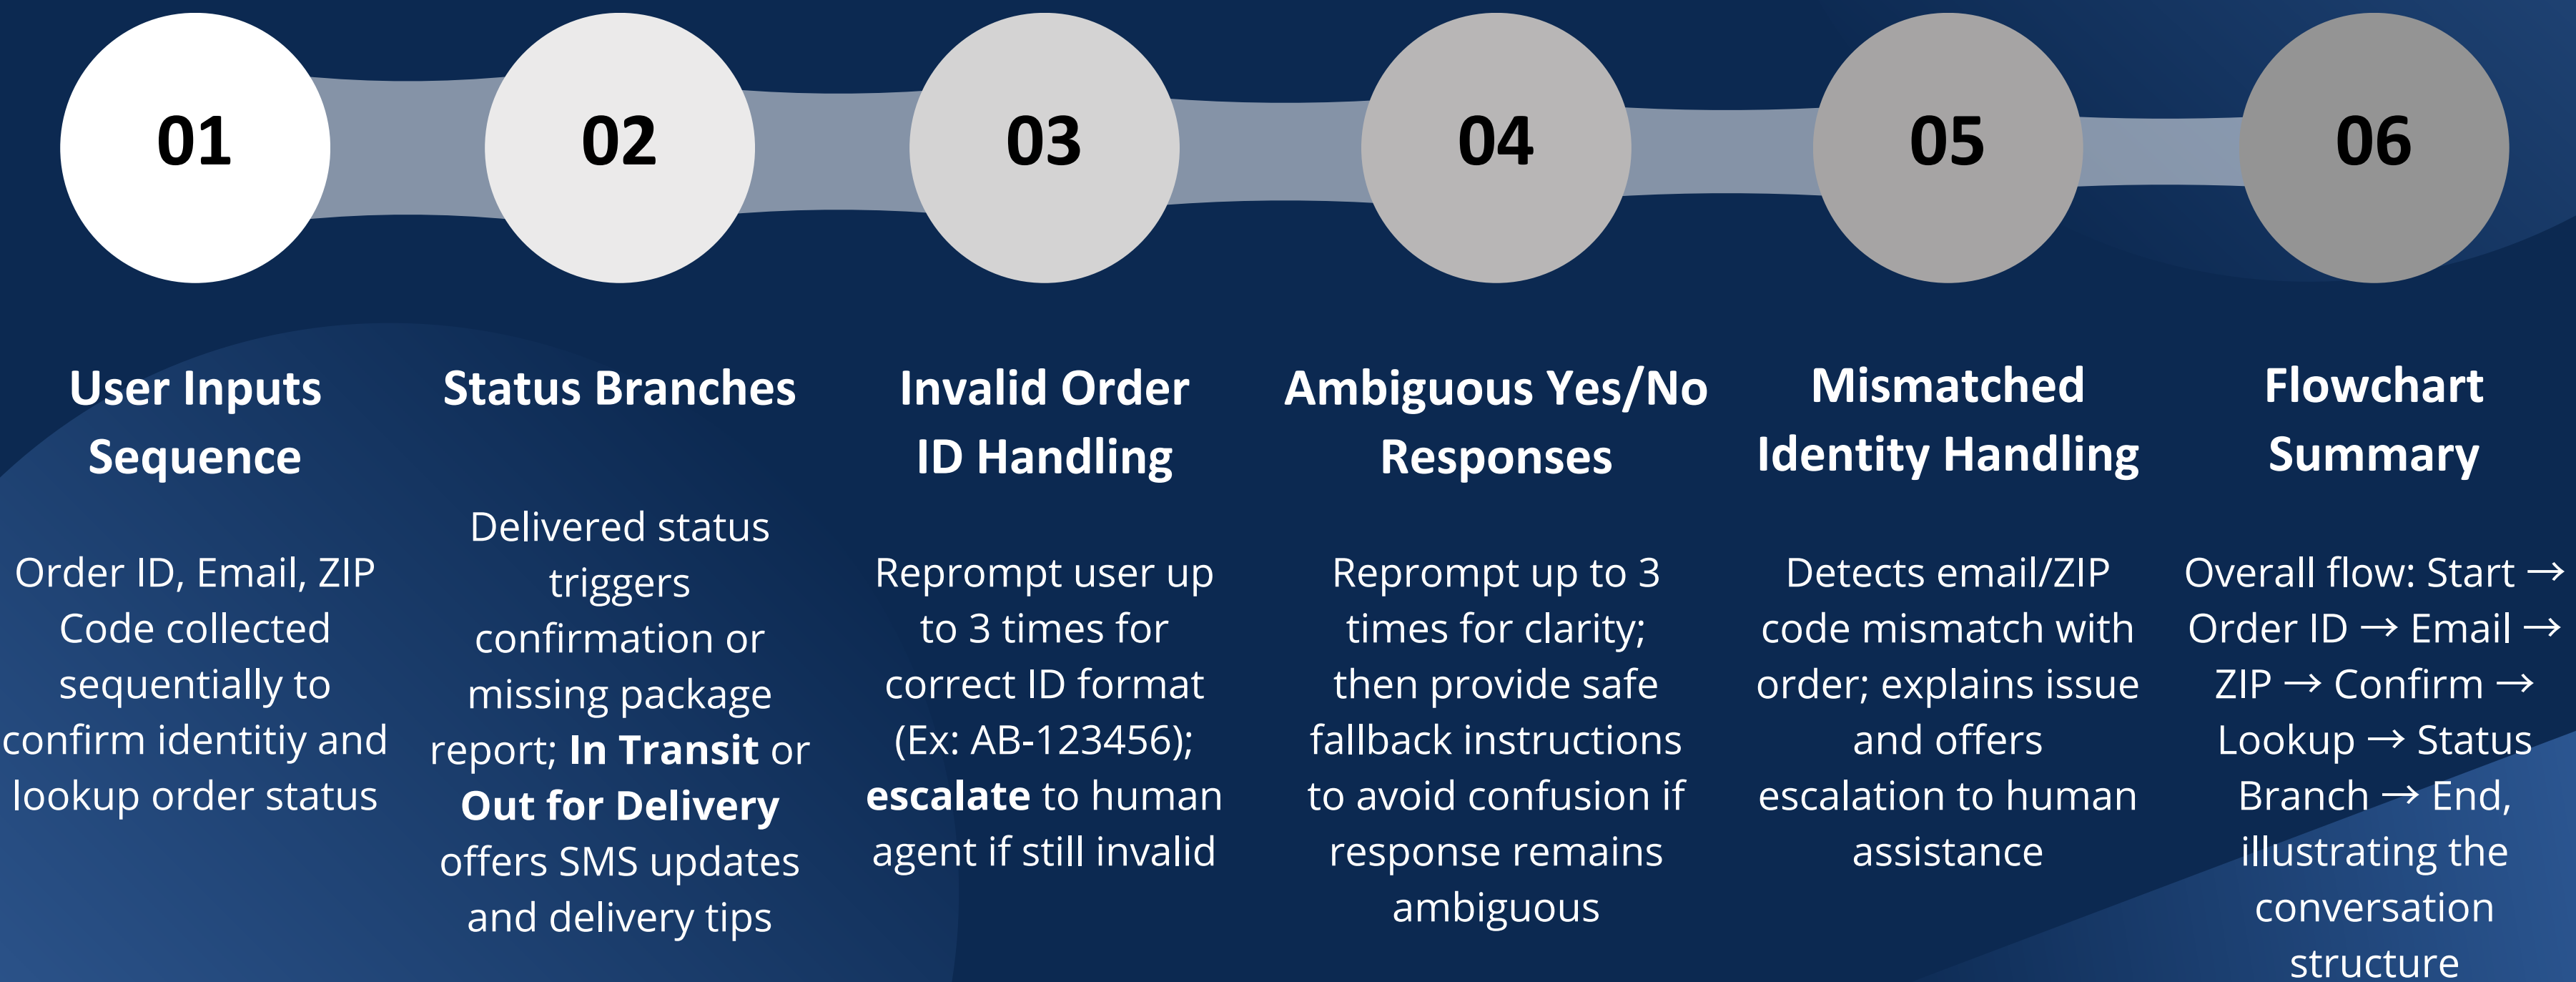 01
02
03
04
05
06
User Inputs
Sequence
Order ID, Email, ZIP
Code collected
sequentially to
confirm identitiy and
lookup order status
Status Branches
Delivered status
triggers
confirmation or
missing package
report; In Transit or
Out for Delivery
offers SMS updates
and delivery tips
Invalid Order
ID Handling
Reprompt user up
to 3 times for
correct ID format
(Ex: AB-123456);
escalate to human
agent if still invalid
Ambiguous Yes/No
Responses
Reprompt up to 3
times for clarity;
then provide safe
fallback instructions
to avoid confusion if
response remains
ambiguous
Mismatched
Identity Handling
Detects email/ZIP
code mismatch with
order; explains issue
and offers
escalation to human
assistance
Flowchart
Summary
Overall flow: Start →
Order ID → Email →
ZIP → Confirm →
Lookup → Status
Branch → End,
illustrating the
conversation
structure